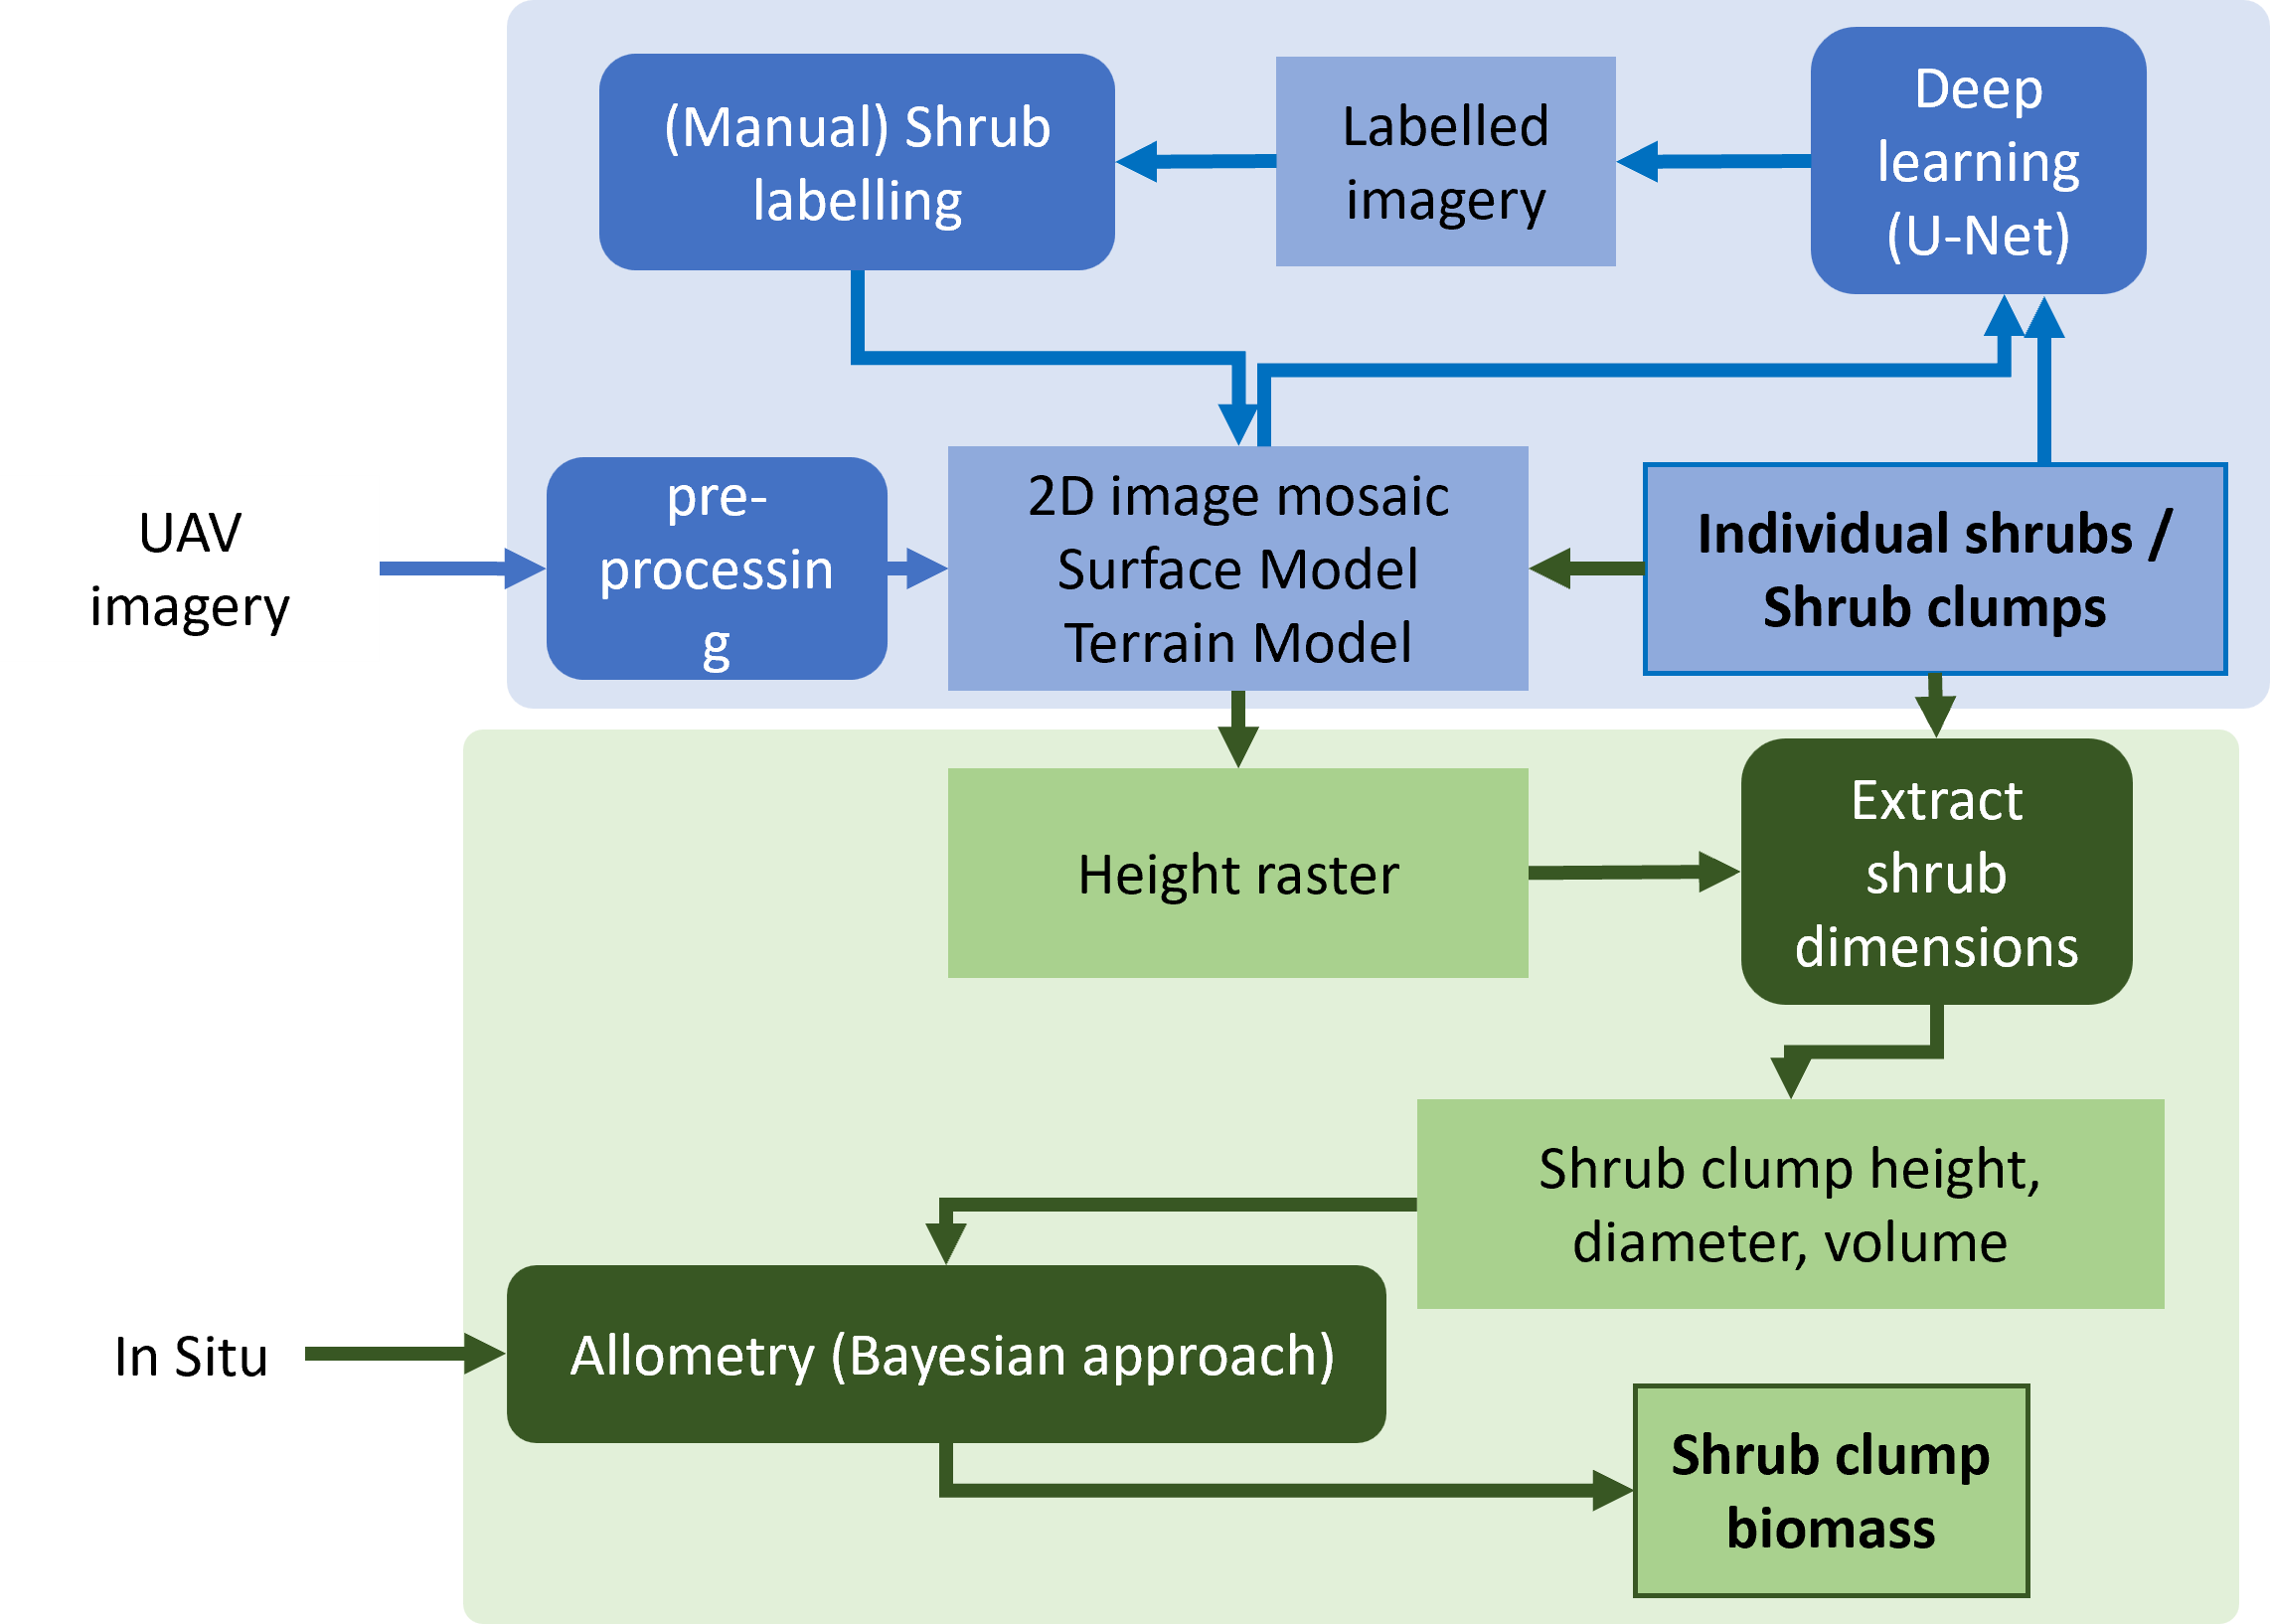 (Manual) Shrub
labelling
Labelled
imagery
Deep
learning
(U-Net)
UAV
imagery
pre-
processin
g
2D image mosaic
Surface Model
Terrain Model
Individual shrubs /
Shrub clumps
Height raster
Extract
shrub
dimensions
Shrub clump height,
diameter, volume
In Situ
Allometry (Bayesian approach)
Shrub clump
biomass